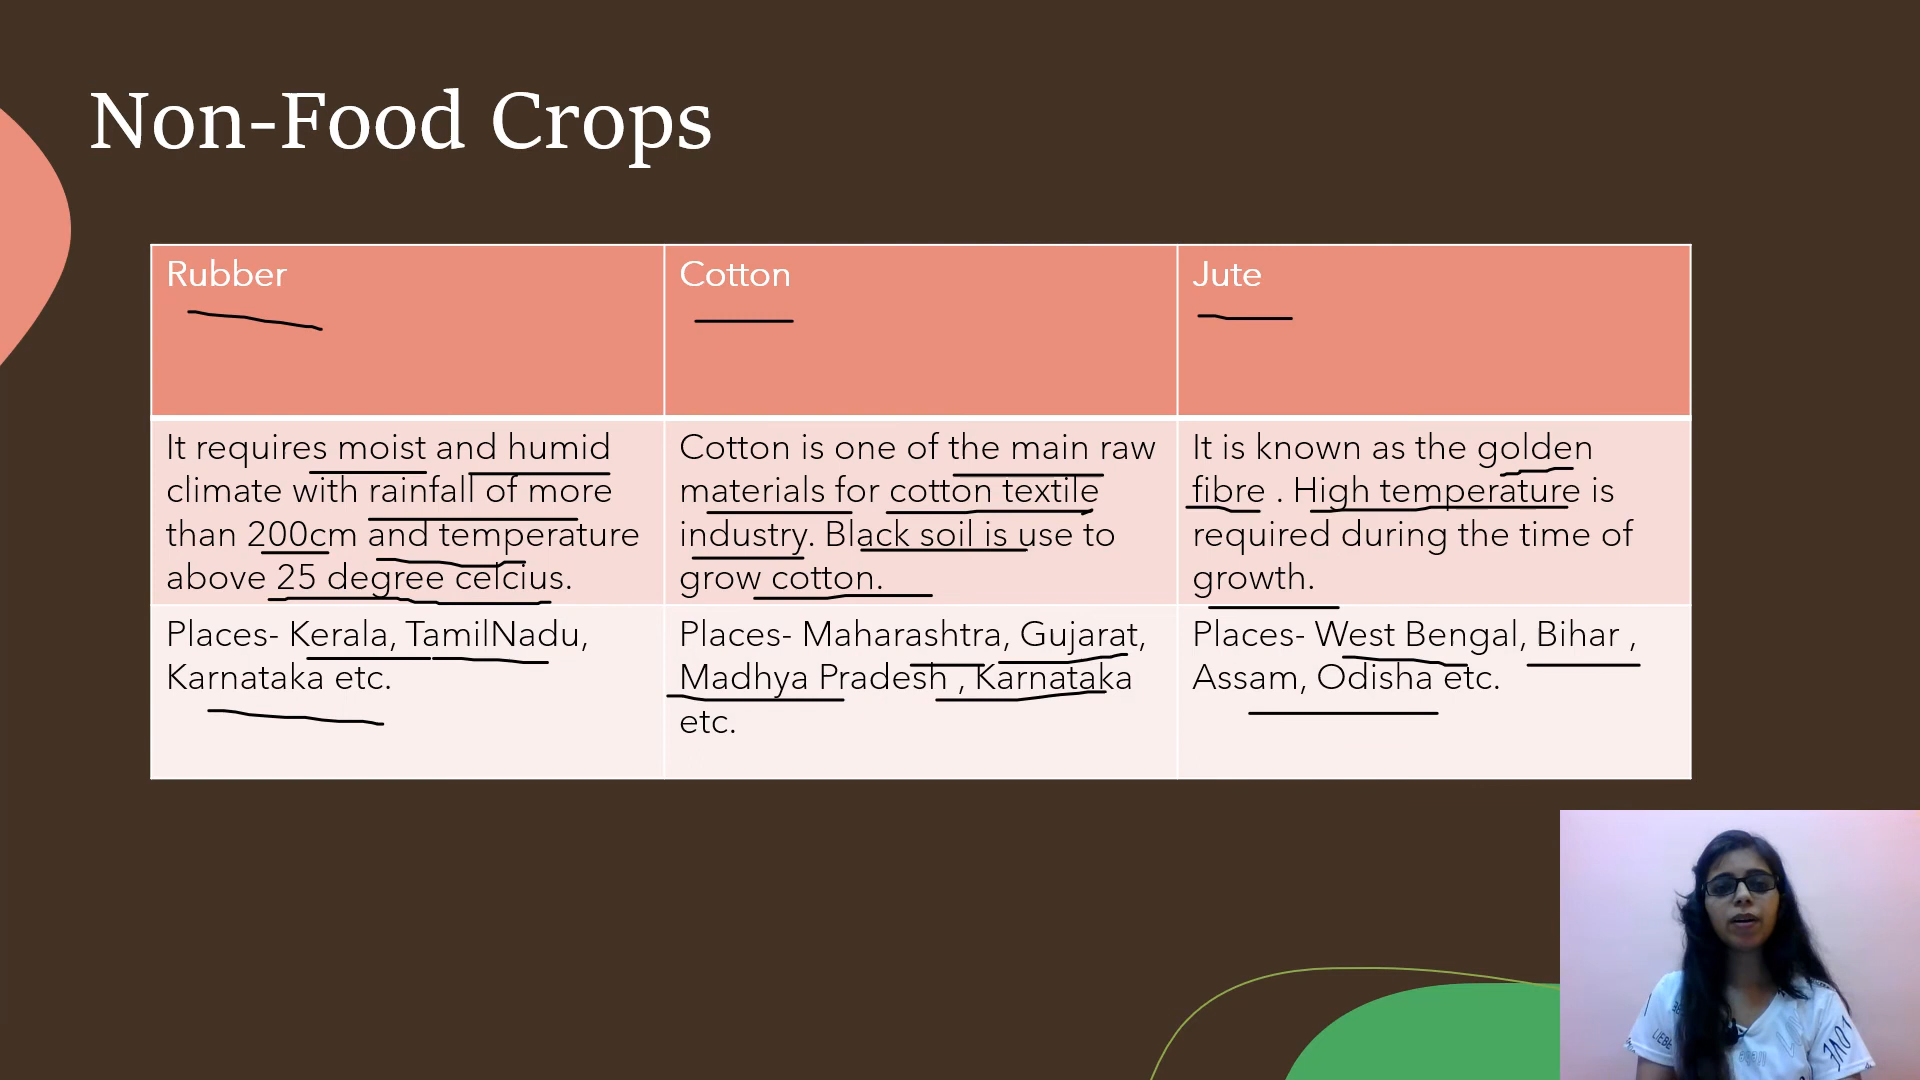 Non-Food Crops
Rubber
Cotton
Jute
It requires moist and humid
climate with rainfall of more
than 200cm and temperature
above 25 degree celcius.
Cotton is one of the main raw
materials for cotton textile
industry. Black soil is use to
grow cotton.
It is known as the golden
fibre . High temperature is
required during the time of
growth.
Places- Kerala, TamilNadu,
Karnataka etc.
Places- Maharashtra, Gujarat,
Madhya Pradesh , Karnataka
etc.
Places- West Bengal, Bihar ,
Assam, Odisha etc.